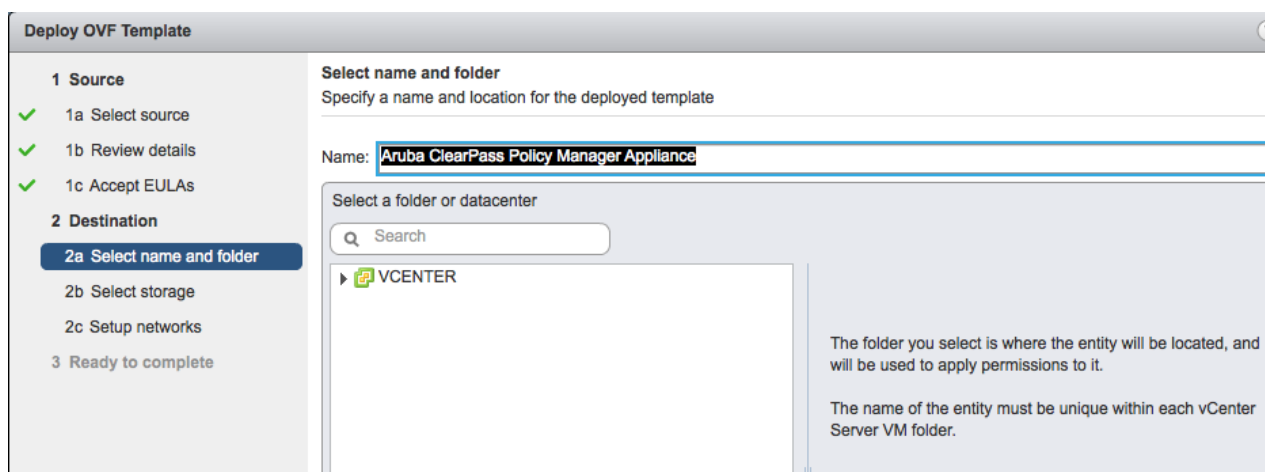 Deploy OVF Template
1 Source
1a Select source
1b Review details
1c Accept EULAs
2 Destination
2a Select name and folder
2b Select storage
2c Setup networks
3 Ready to complete
Select name and folder
Specify a name and location for the deployed template
Name: Aruba ClearPass Policy Manager Appliance
Select a folder or datacenter
Search
VCENTER
The folder you select is where the entity will be located, and
will be used to apply permissions to it.
The name of the entity must be unique within each vCenter
Server VM folder.